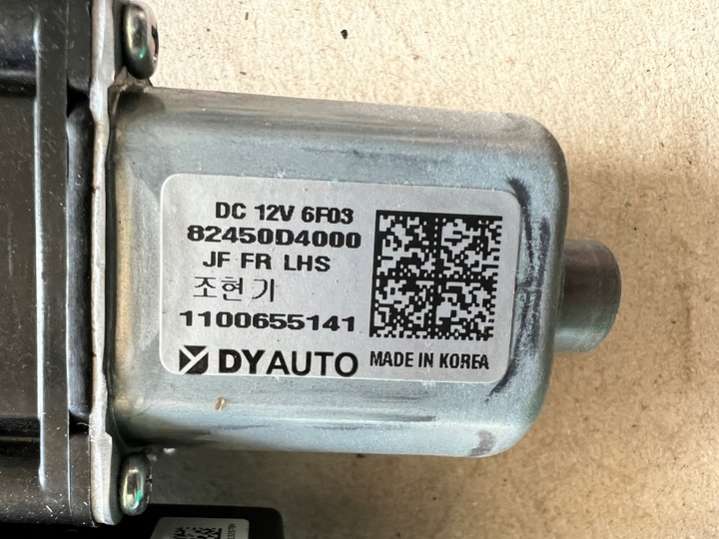 DC 12V 6F03
82450D4000
JF FR LHS
조현기
1100655141
DYAUTO MADE IN KOREA